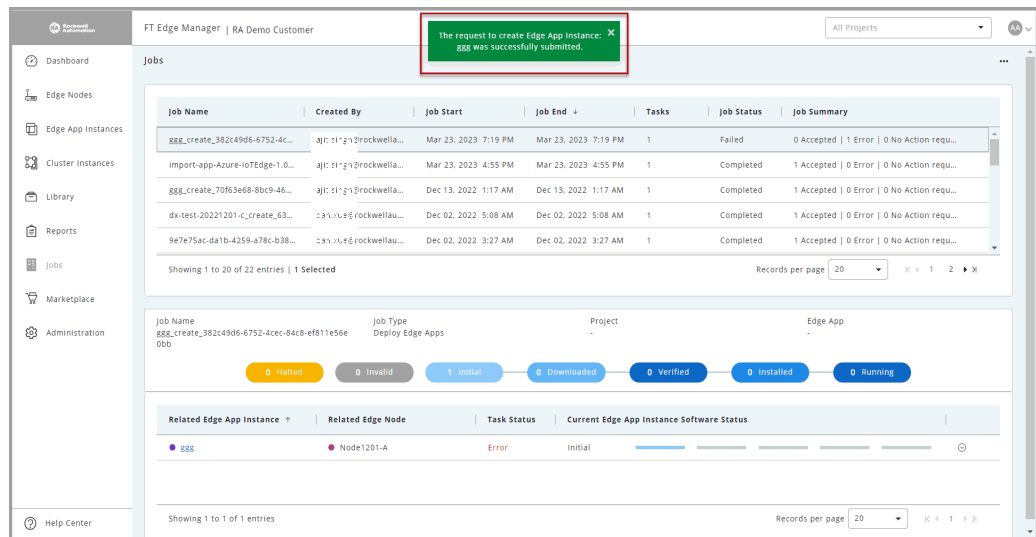 Rockwell Automation
FT Edge Manager | RA Demo Customer
The request to create Edge App Instance:
ggg was successfully submitted.
All Projects
AA
Dashboard
Edge Nodes
Edge App Instances
Cluster Instances
Library
Reports
Jobs
Marketplace
Administration
Help Center
Jobs
Job Name Created By Job Start Job End Tasks Job Status Job Summary
ggg_create_382c49d6-6752-4c... @rockwella... Mar 23, 2023 7:19 PM Mar 23, 2023 7:19 PM 1 Failed 0 Accepted | 1 Error | 0 No Action requ...
import-app-Azure-IoTEdge-1.0... @rockwella... Mar 23, 2023 4:55 PM Mar 23, 2023 4:55 PM 1 Completed 1 Accepted | 0 Error | 0 No Action requ...
ggg_create_70f63e68-8bc9-46... @rockwella... Dec 13, 2022 1:17 AM Dec 13, 2022 1:17 AM 1 Completed 1 Accepted | 0 Error | 0 No Action requ...
dx-test-20221201-c_create_63... rockwellau... Dec 02, 2022 5:08 AM Dec 02, 2022 5:08 AM 1 Completed 1 Accepted | 0 Error | 0 No Action requ...
9e7e75ac-da1b-4259-a78c-b38... rockwellau... Dec 02, 2022 3:27 AM Dec 02, 2022 3:27 AM 1 Completed 1 Accepted | 0 Error | 0 No Action requ...
Showing 1 to 20 of 22 entries | 1 Selected
Records per page 20 1 2
Job Name Job Type Project Edge App
ggg_create_382c49d6-6752-4cec-84c8-ef811e56e Deploy Edge Apps - -
0bb
0 Halted 0 Invalid 1 Initial 0 Downloaded 0 Verified 0 Installed 0 Running
Related Edge App Instance Related Edge Node Task Status Current Edge App Instance Software Status
ggg Node1201-A Error Initial
Showing 1 to 1 of 1 entries
Records per page 20 1